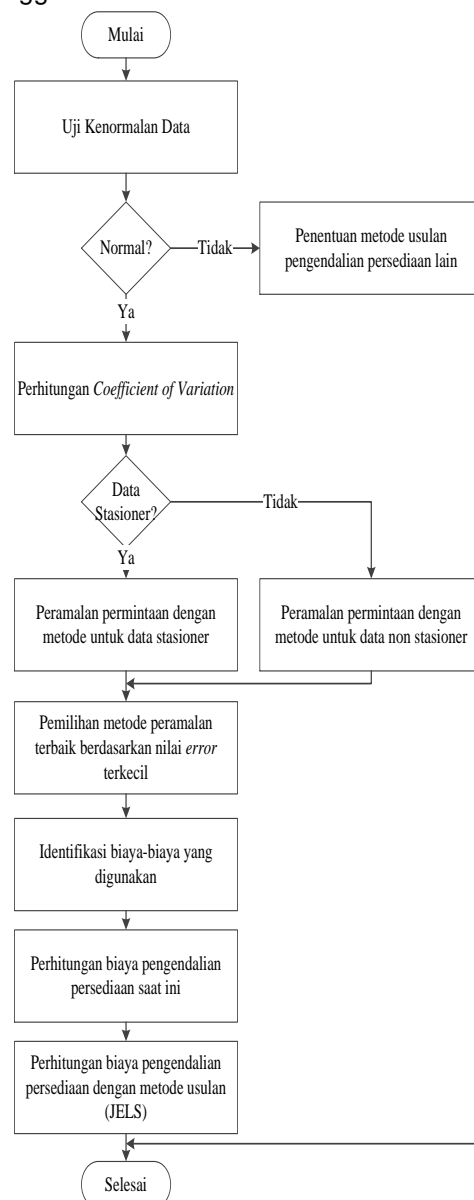 Mulai
Uji Kenormalan Data
Normal?
Tidak
Penentuan metode usulan
pengendalian persediaan lain
Ya
Perhitungan Coefficient of Variation
Data
Stasioner?
Tidak
Ya
Peramalan permintaan dengan
metode untuk data stasioner
Peramalan permintaan dengan
metode untuk data non stasioner
Pemilihan metode peramalan
terbaik berdasarkan nilai error
terkecil
Identifikasi biaya-biaya yang
digunakan
Perhitungan biaya pengendalian
persediaan saat ini
Perhitungan biaya pengendalian
persediaan dengan metode usulan
(JELS)
Selesai